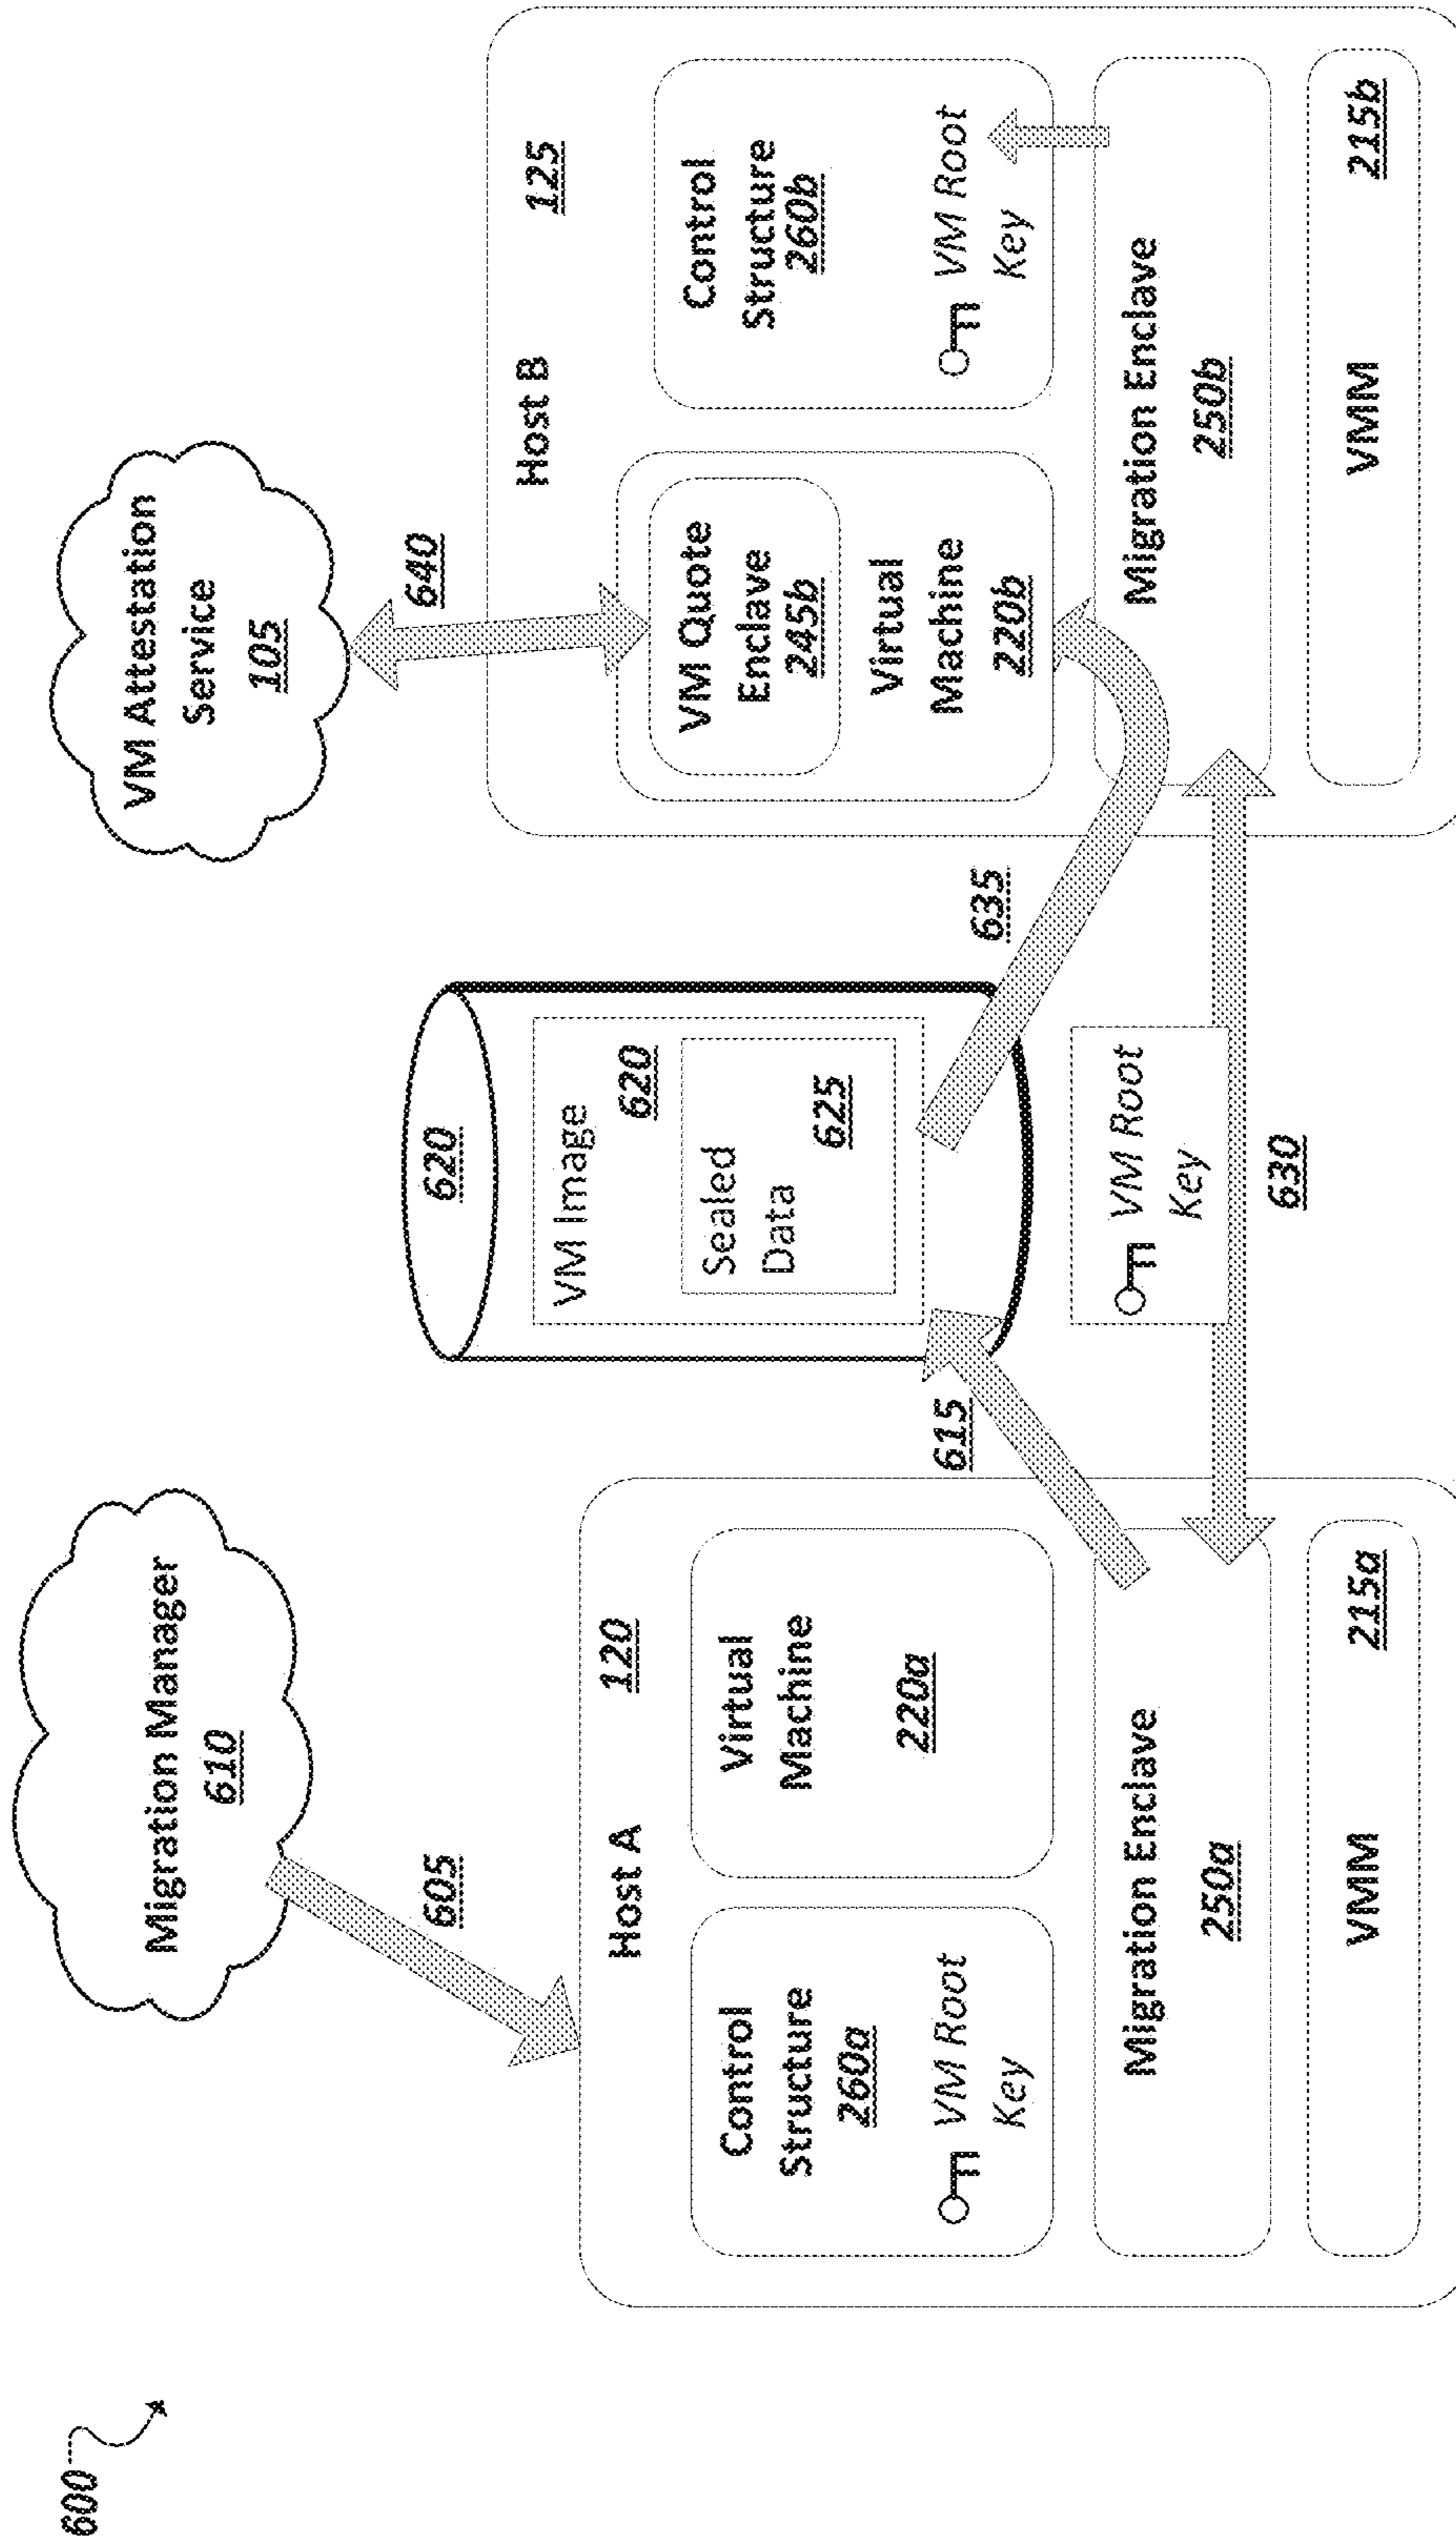 600
Migration Manager
610
605
Host A
120
Control
Structure
260a
VM Root
Key
Virtual
Machine
220a
Migration Enclave
250a
VMM
215a
615
620
VM Image
620
Sealed
Data
625
VM Root
Key
630
635
VM Attestation
Service
105
640
Host B
125
VM Quote
Enclave
245b
Virtual
Machine
220b
Control
Structure
260b
VM Root
Key
Migration Enclave
250b
VMM
215b